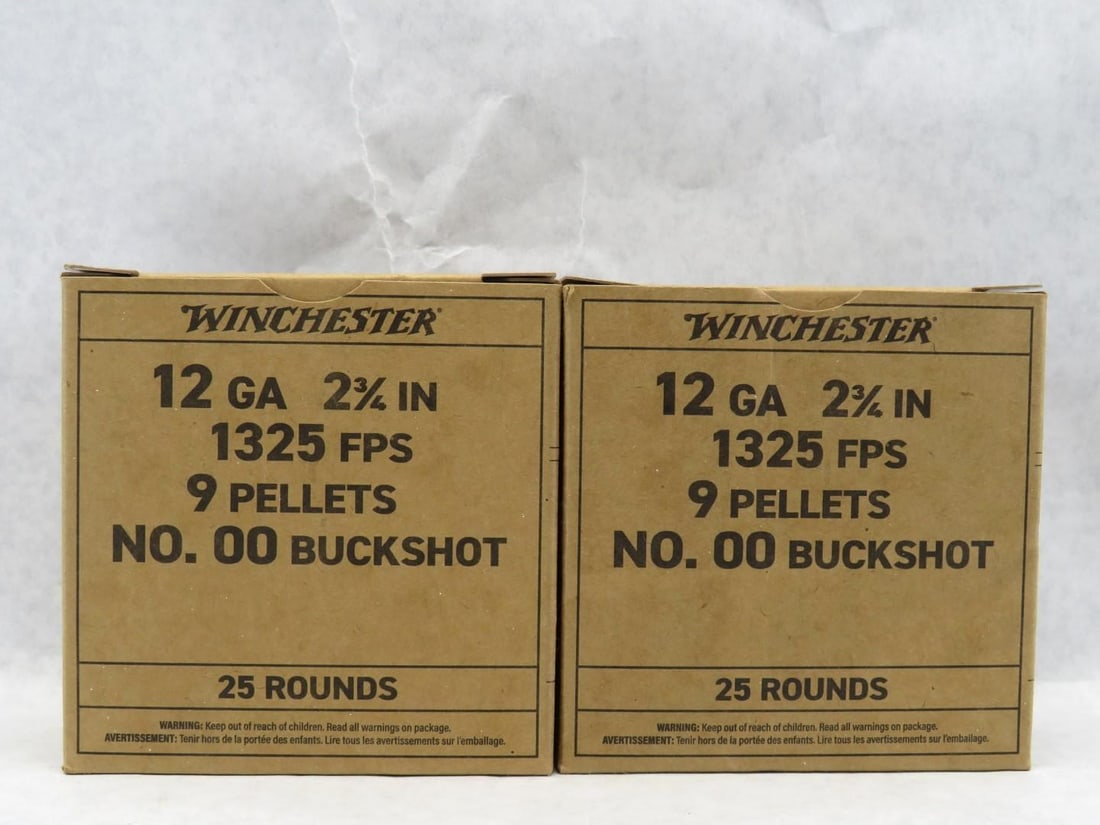 WINCHESTER®
12 GA 2¾ IN
1325 FPS
9 PELLETS
NO. 00 BUCKSHOT
25 ROUNDS
WARNING: Keep out of reach of children. Read all warnings on package.
AVERTISSEMENT: Tenir hors de la portée des enfants. Lire tous les avertissements sur l'emballage.
WINCHESTER®
12 GA 2¾ IN
1325 FPS
9 PELLETS
NO. 00 BUCKSHOT
25 ROUNDS
WARNING: Keep out of reach of children. Read all warnings on package.
AVERTISSEMENT: Tenir hors de la portée des enfants. Lire tous les avertissements sur l'emballage.